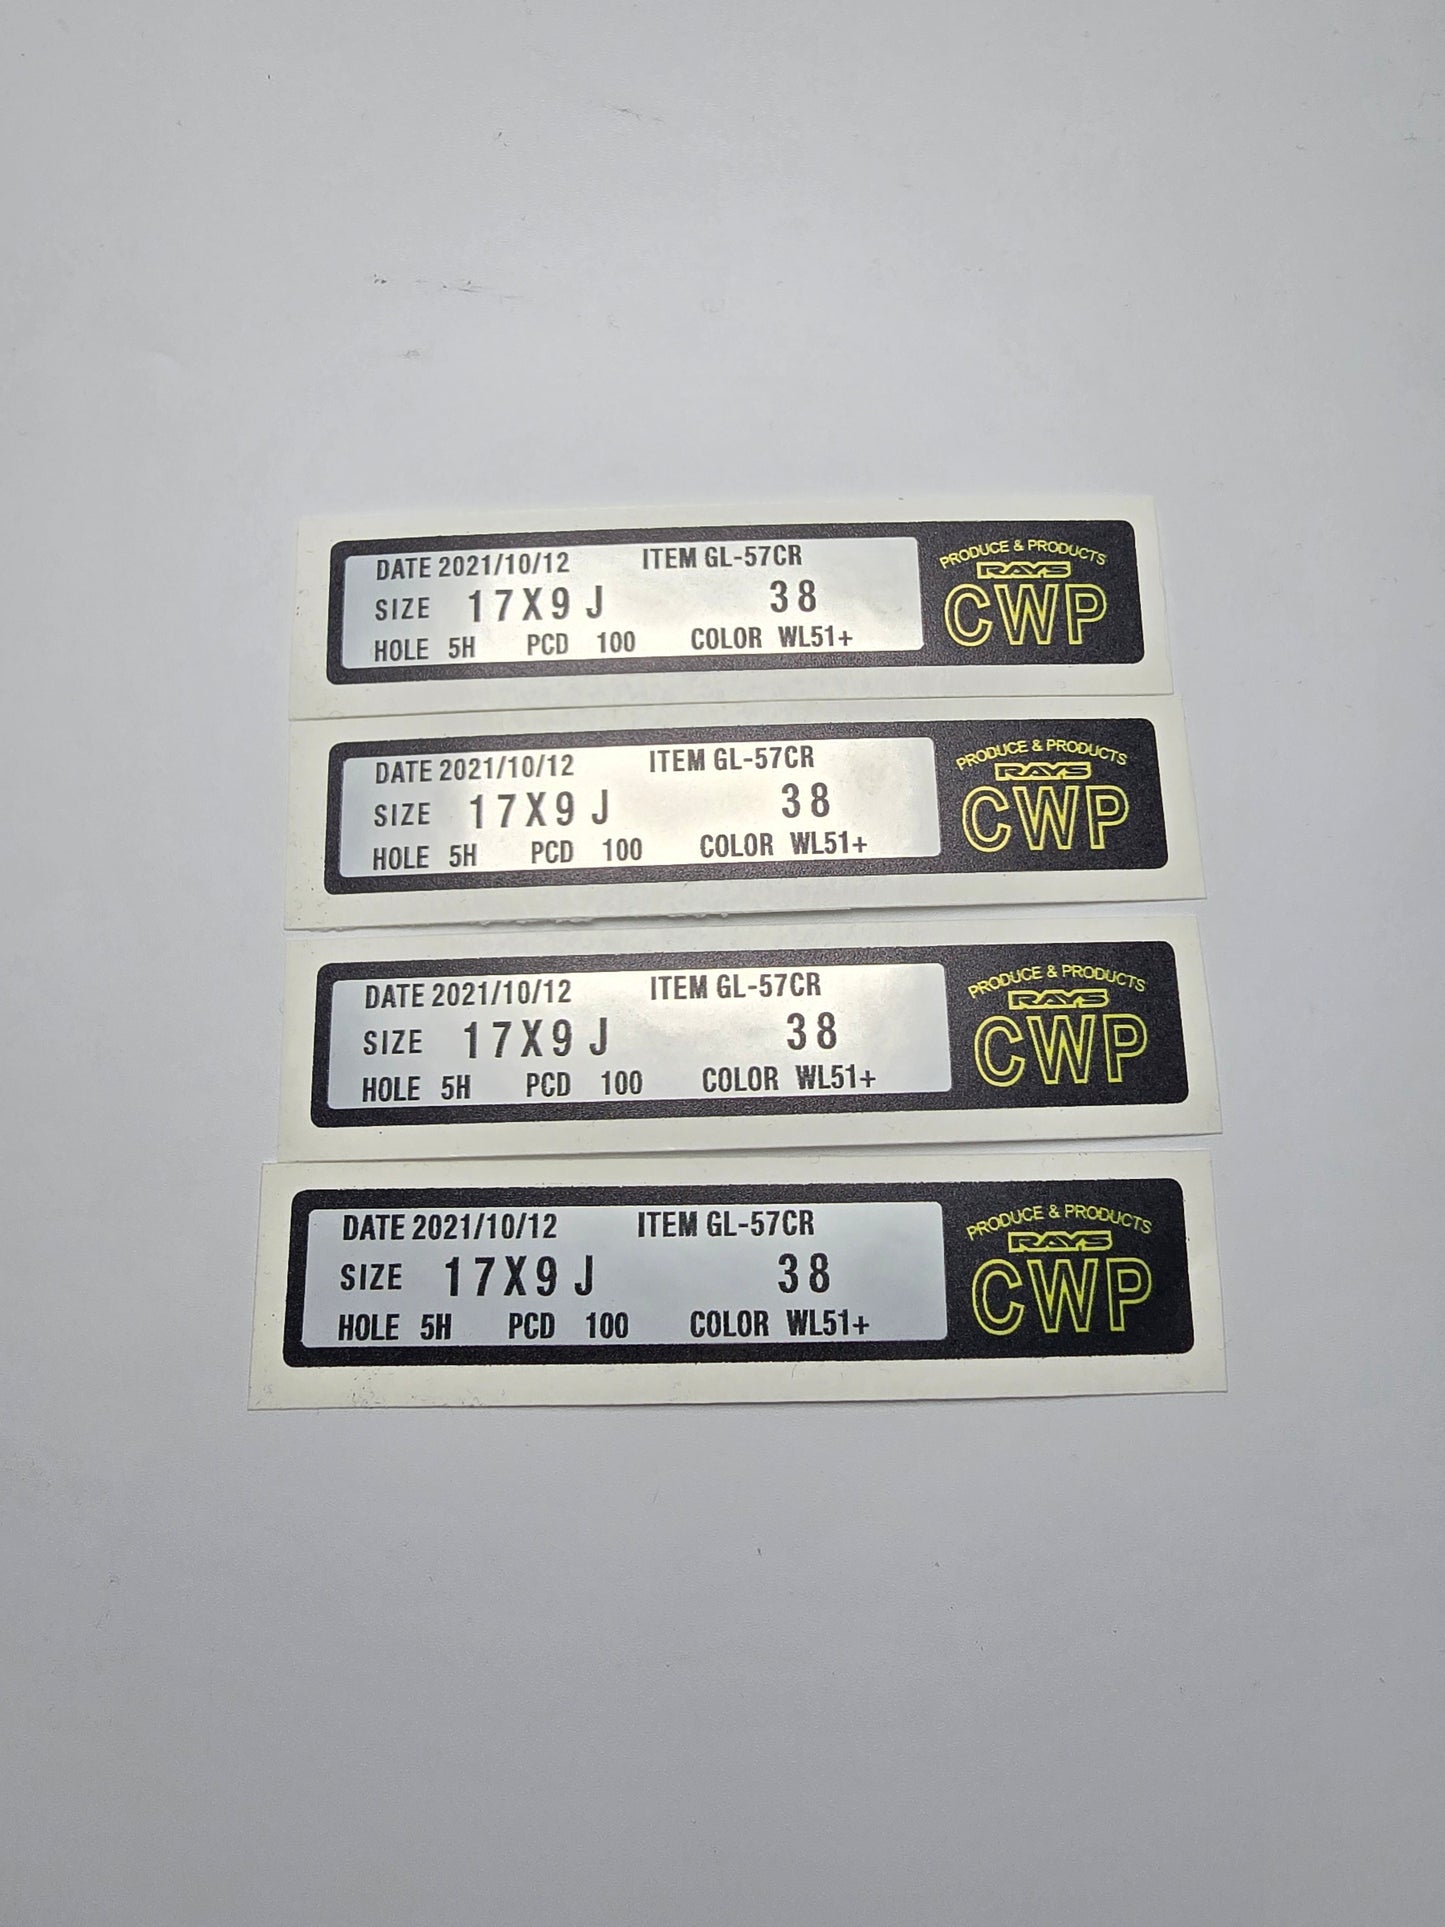 DATE 2021/10/12 ITEM GL-57CR
SIZE 17X9 J 38
HOLE 5H PCD 100 COLOR WL51+
PRODUCE & PRODUCTS
RAYS
CWP
DATE 2021/10/12 ITEM GL-57CR
SIZE 17X9 J 38
HOLE 5H PCD 100 COLOR WL51+
PRODUCE & PRODUCTS
RAYS
CWP
DATE 2021/10/12 ITEM GL-57CR
SIZE 17X9 J 38
HOLE 5H PCD 100 COLOR WL51+
PRODUCE & PRODUCTS
RAYS
CWP
DATE 2021/10/12 ITEM GL-57CR
SIZE 17X9 J 38
HOLE 5H PCD 100 COLOR WL51+
PRODUCE & PRODUCTS
RAYS
CWP